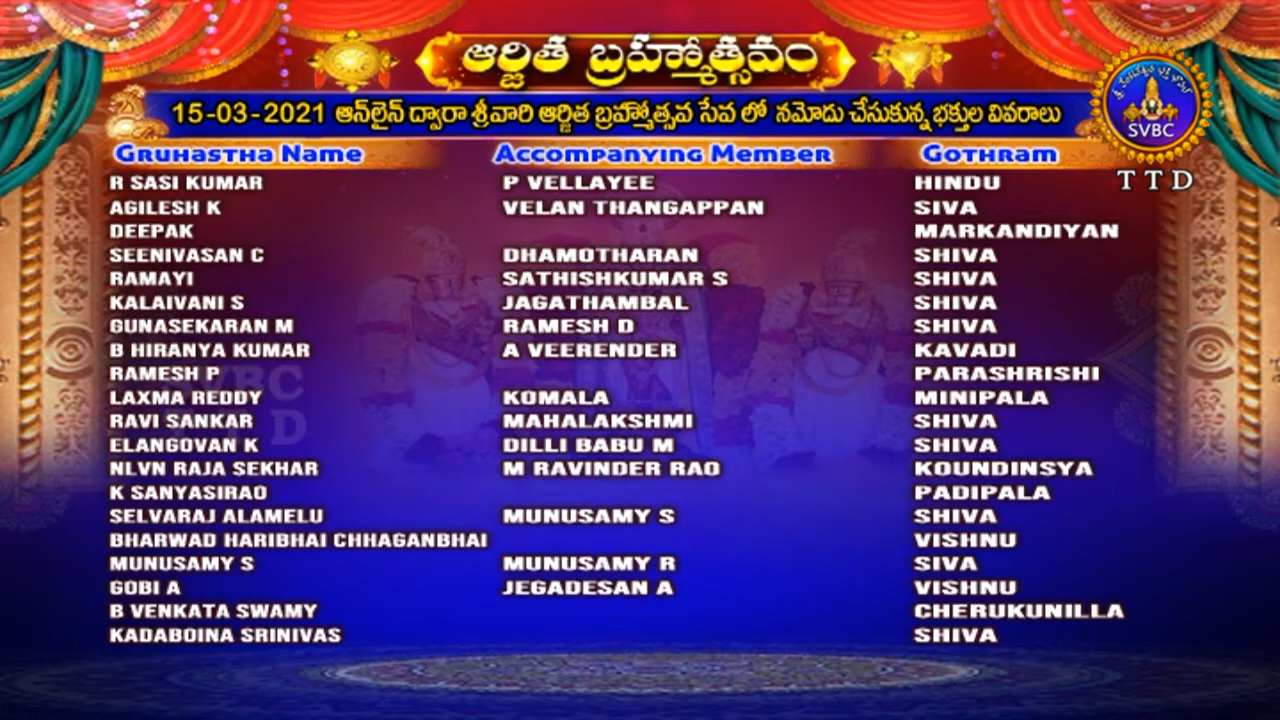 ఆర్జిత బ్రహ్మోత్సవం
15-03-2021 ఆన్‌లైన్ ద్వారా శ్రీవారి ఆర్జిత బ్రహ్మోత్సవ సేవ లో నమోదు చేసుకున్న భక్తుల వివరాలు
SVBC
TTD
Gruhastha Name Accompanying Member Gothram
R SASI KUMAR P VELLAYEE HINDU
AGILESH K VELAN THANGAPPAN SIVA
DEEPAK MARKANDIYAN
SEENIVASAN C DHAMOTHARAN SHIVA
RAMAYI SATHISHKUMAR S SHIVA
KALAIVANI S JAGATHAMBAL SHIVA
GUNASEKARAN M RAMESH D SHIVA
B HIRANYA KUMAR A VEERENDER KAVADI
RAMESH P PARASHRISHI
LAXMA REDDY KOMALA MINIPALA
RAVI SANKAR MAHALAKSHMI SHIVA
ELANGOVAN K DILLI BABU M SHIVA
NLVN RAJA SEKHAR M RAVINDER RAO KOUNDINSYA
K SANYASIRAO PADIPALA
SELVARAJ ALAMELU MUNUSAMY S SHIVA
BHARWAD HARIBHAI CHHAGANBHAI VISHNU
MUNUSAMY S MUNUSAMY R SIVA
GOBI A JEGADESAN A VISHNU
B VENKATA SWAMY CHERUKUNILLA
KADABOINA SRINIVAS SHIVA